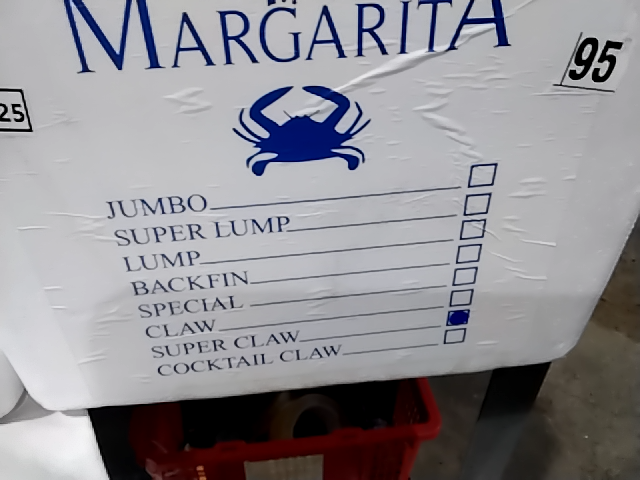 MARGARITA
95
25
JUMBO
SUPER LUMP
LUMP
BACKFIN
SPECIAL
CLAW
SUPER CLAW
COCKTAIL CLAW